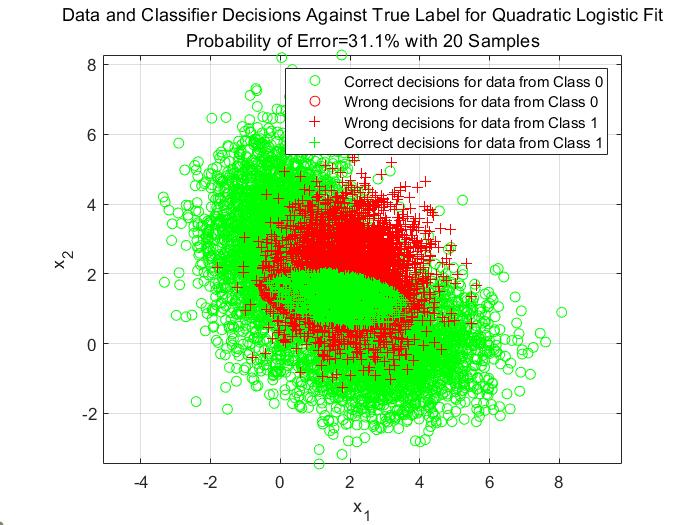 Data and Classifier Decisions Against True Label for Quadratic Logistic Fit
Probability of Error=31.1% with 20 Samples
8
6
4
2
0
-2
x2
Correct decisions for data from Class 0
Wrong decisions for data from Class 0
Wrong decisions for data from Class 1
Correct decisions for data from Class 1
-4 -2 0 2 4 6 8
x1